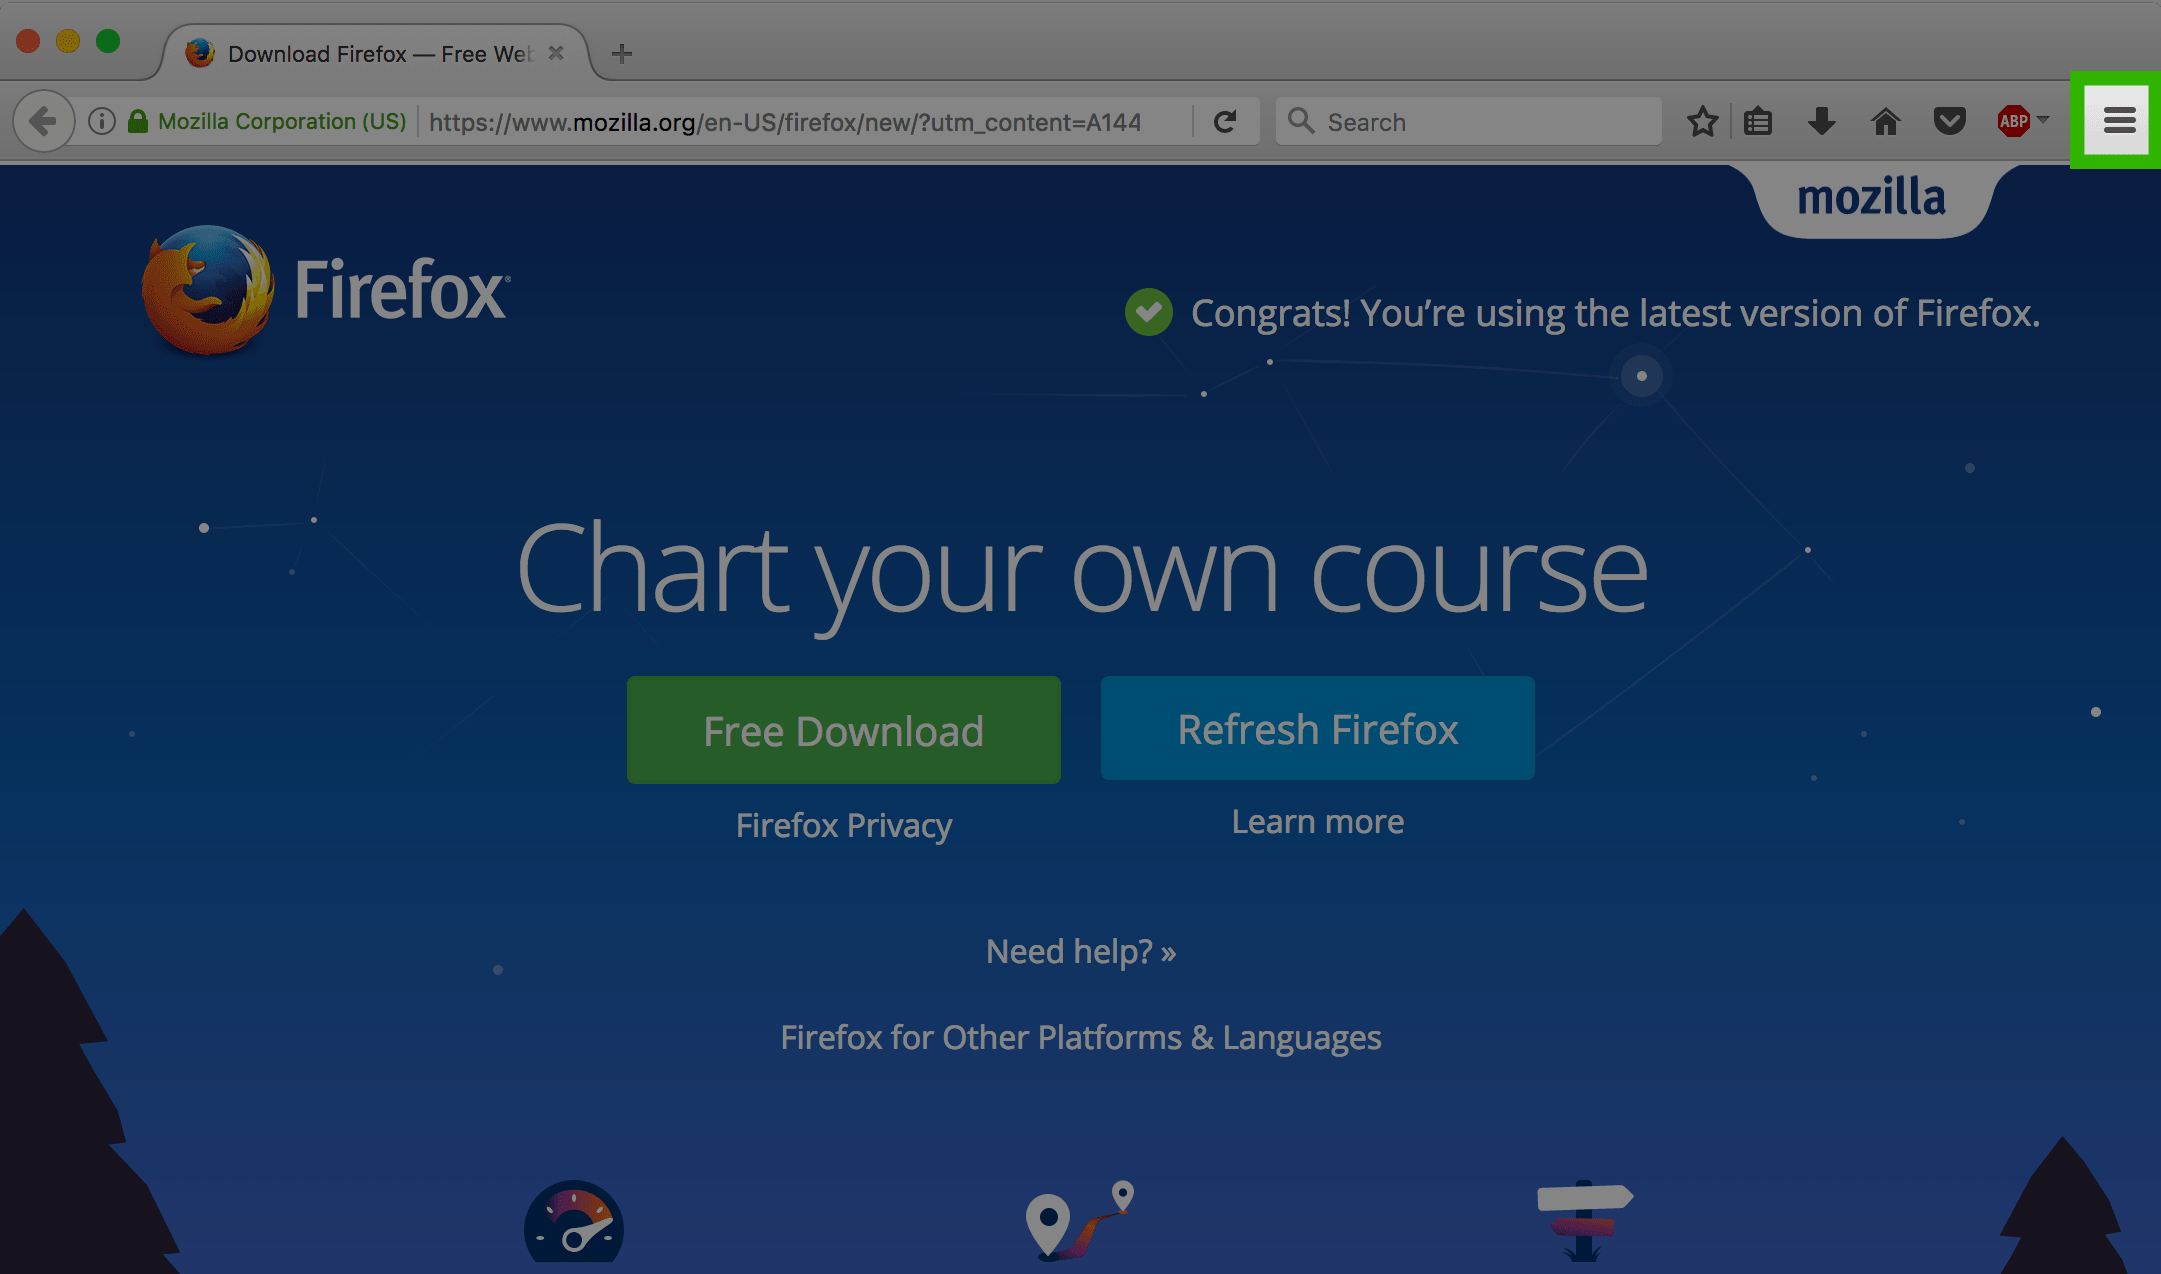 Download Firefox — Free Web
Mozilla Corporation (US)
https://www.mozilla.org/en-US/firefox/new/?utm_content=A144
Search
ABP
mozilla
Firefox
Congrats! You’re using the latest version of Firefox.
Chart your own course
Free Download
Refresh Firefox
Firefox Privacy
Learn more
Need help? »
Firefox for Other Platforms & Languages